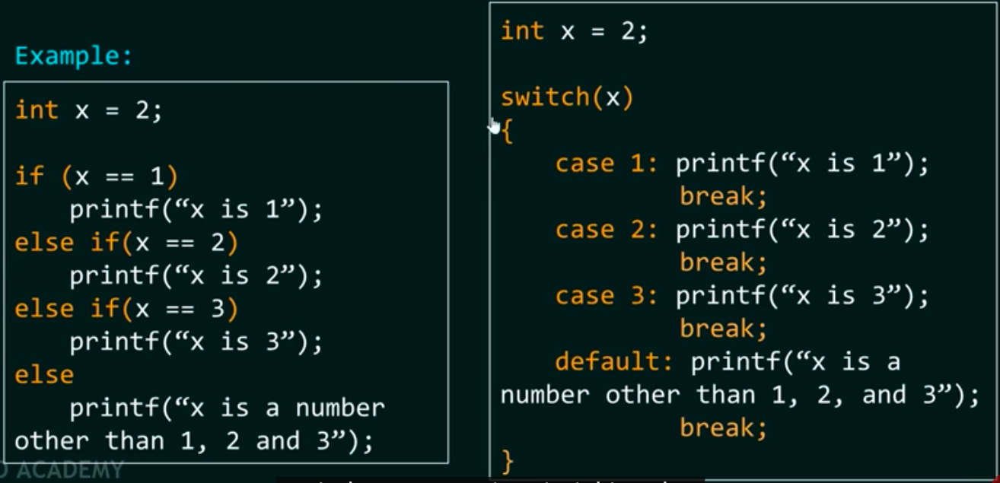 Example:
int x = 2;
if (x == 1)
printf(“x is 1”);
else if(x == 2)
printf(“x is 2”);
else if(x == 3)
printf(“x is 3”);
else
printf(“x is a number
other than 1, 2 and 3”);
ACADEMY
int x = 2;
switch(x)
{
case 1: printf(“x is 1”);
break;
case 2: printf(“x is 2”);
break;
case 3: printf(“x is 3”);
break;
default: printf(“x is a
number other than 1, 2, and 3”);
break;
}